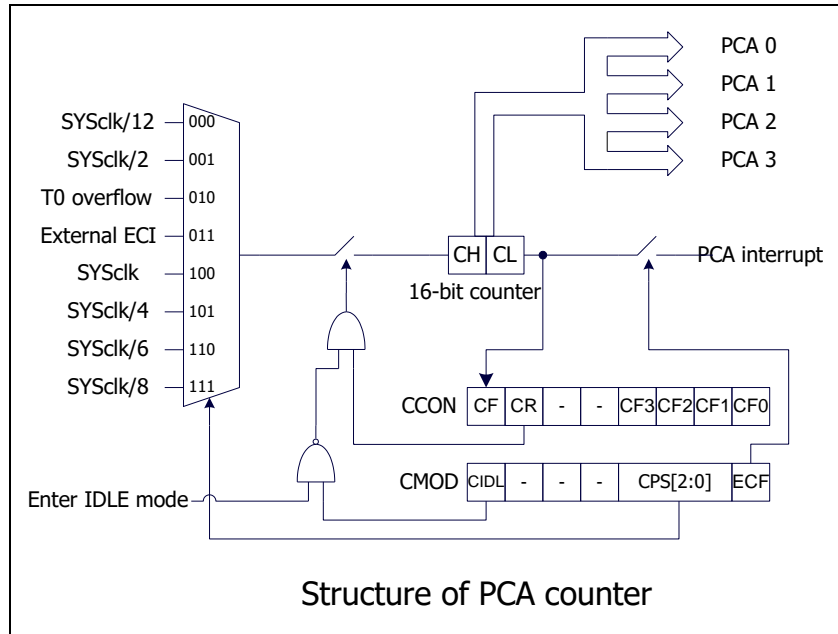 PCA 0
PCA 1
PCA 2
PCA 3
SYSclk/12 000
SYSclk/2 001
T0 overflow 010
External ECI 011
SYSclk 100
SYSclk/4 101
SYSclk/6 110
SYSclk/8 111
CH CL
PCA interrupt
16-bit counter
CCON CF CR - - CF3 CF2 CF1 CF0
CMOD CIDL - - - CPS[2:0] ECF
Enter IDLE mode
Structure of PCA counter